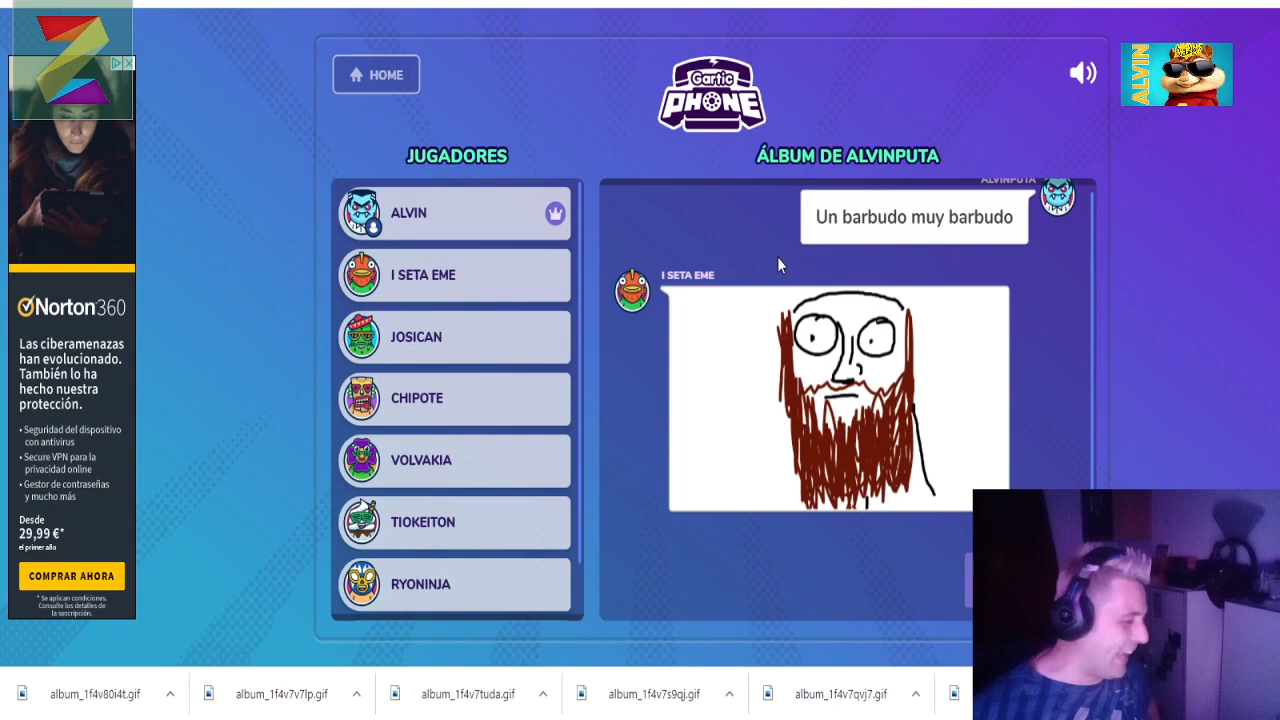 HOME
Gartic
PHONE
ALVIN
JUGADORES
ÁLBUM DE ALVINPUTA
ALVIN
I SETA EME
JOSICAN
CHIPOTE
VOLVAKIA
TIOKEITON
RYONINJA
ALVINPUTA
Un barbudo muy barbudo
I SETA EME
Norton360
Las ciberamenazas
han evolucionado.
También lo ha
hecho nuestra
protección.
• Seguridad del dispositivo
con antivirus
• Secure VPN para la
privacidad online
• Gestor de contraseñas
y mucho más
Desde
29,99 €*
el primer año
COMPRAR AHORA
* Se aplican condiciones.
Consulte los detalles de
la suscripción.
album_1f4v80i4t.gif
album_1f4v7v7lp.gif
album_1f4v7tuda.gif
album_1f4v7s9qj.gif
album_1f4v7qvj7.gif